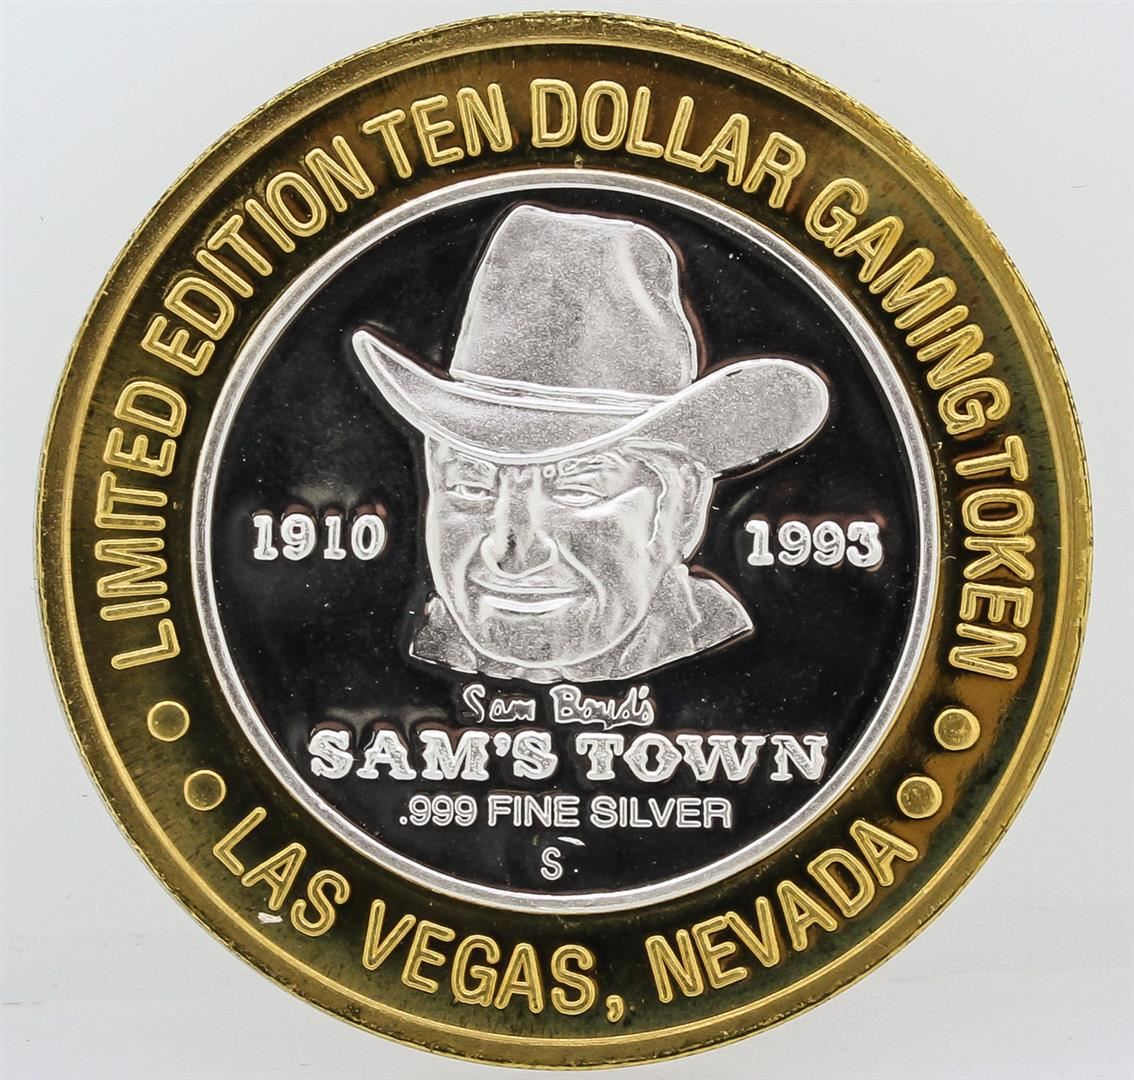 LIMITED EDITION TEN DOLLAR GAMING TOKEN
1910 1993
Sam Boyd's
SAM'S TOWN
.999 FINE SILVER
S
LAS VEGAS, NEVADA